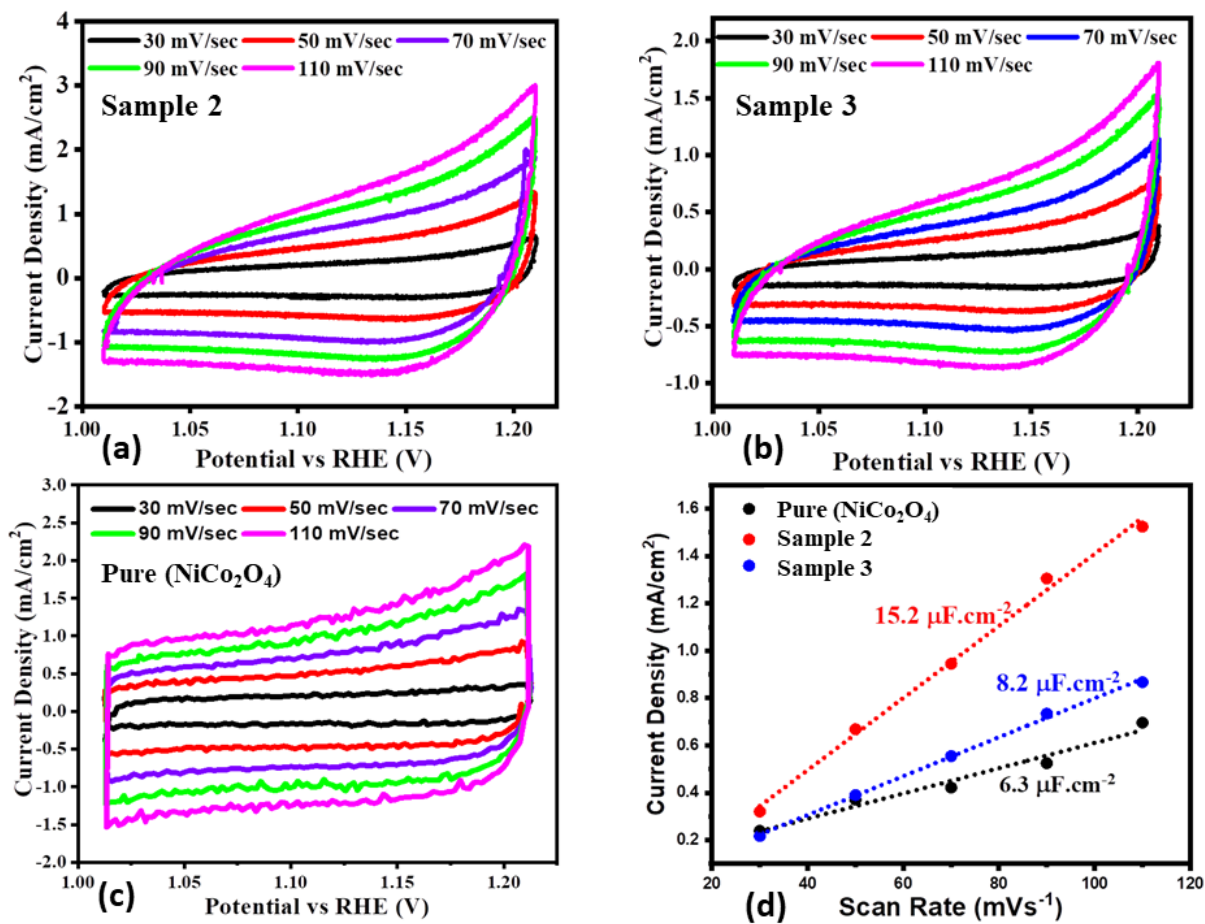 30 mV/sec 50 mV/sec 70 mV/sec
90 mV/sec 110 mV/sec
Sample 2
Current Density (mA/cm²)
4
3
2
1
0
-1
-2
1.00 1.05 1.10 1.15 1.20
(a) Potential vs RHE (V)
30 mV/sec 50 mV/sec 70 mV/sec
90 mV/sec 110 mV/sec
Sample 3
Current Density (mA/cm²)
2.0
1.5
1.0
0.5
0.0
-0.5
-1.0
1.00 1.05 1.10 1.15 1.20
(b) Potential vs RHE (V)
30 mV/sec 50 mV/sec 70 mV/sec
90 mV/sec 110 mV/sec
Pure (NiCo₂O₄)
Current Density (mA/cm²)
3.0
2.5
2.0
1.5
1.0
0.5
0.0
-0.5
-1.0
-1.5
-2.0
1.00 1.05 1.10 1.15 1.20
(c) Potential vs RHE (V)
Pure (NiCo₂O₄)
Sample 2
Sample 3
15.2 μF.cm⁻²
8.2 μF.cm⁻²
6.3 μF.cm⁻²
Current Density (mA/cm²)
1.6
1.4
1.2
1.0
0.8
0.6
0.4
0.2
20 40 60 80 100 120
Scan Rate (mVs⁻¹) (d)